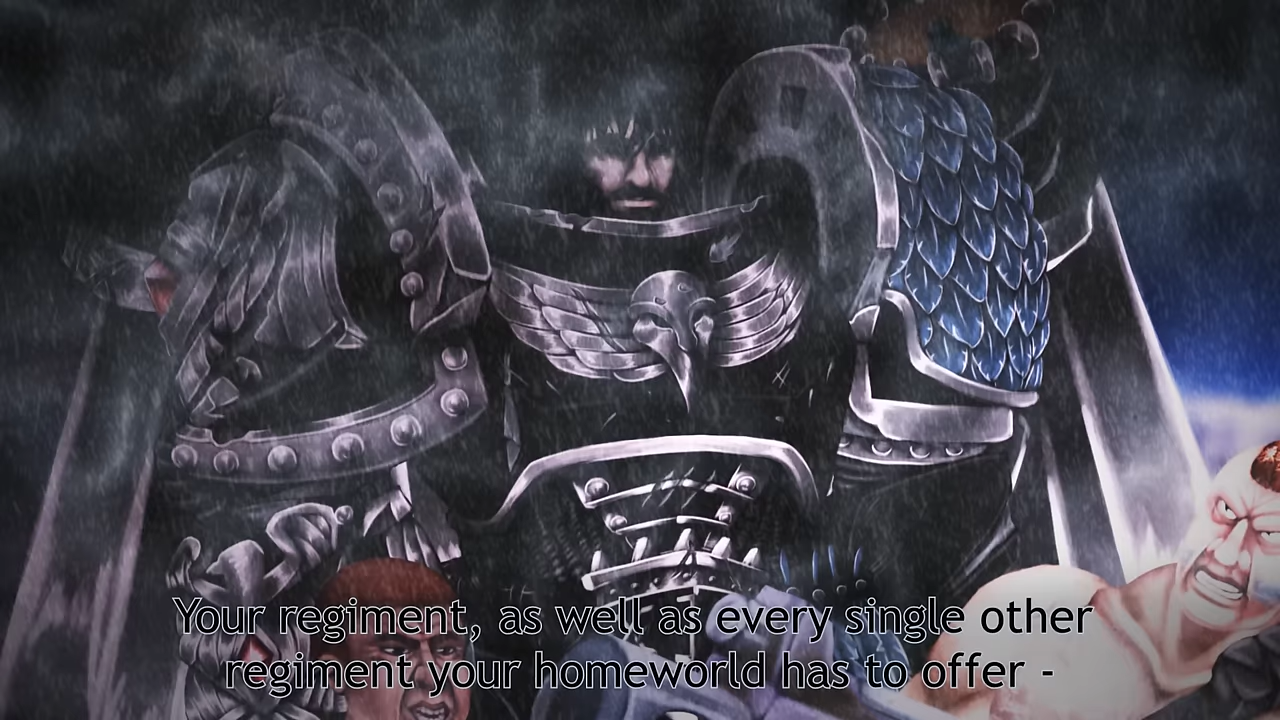 Your regiment, as well as every single other
regiment your homeworld has to offer -